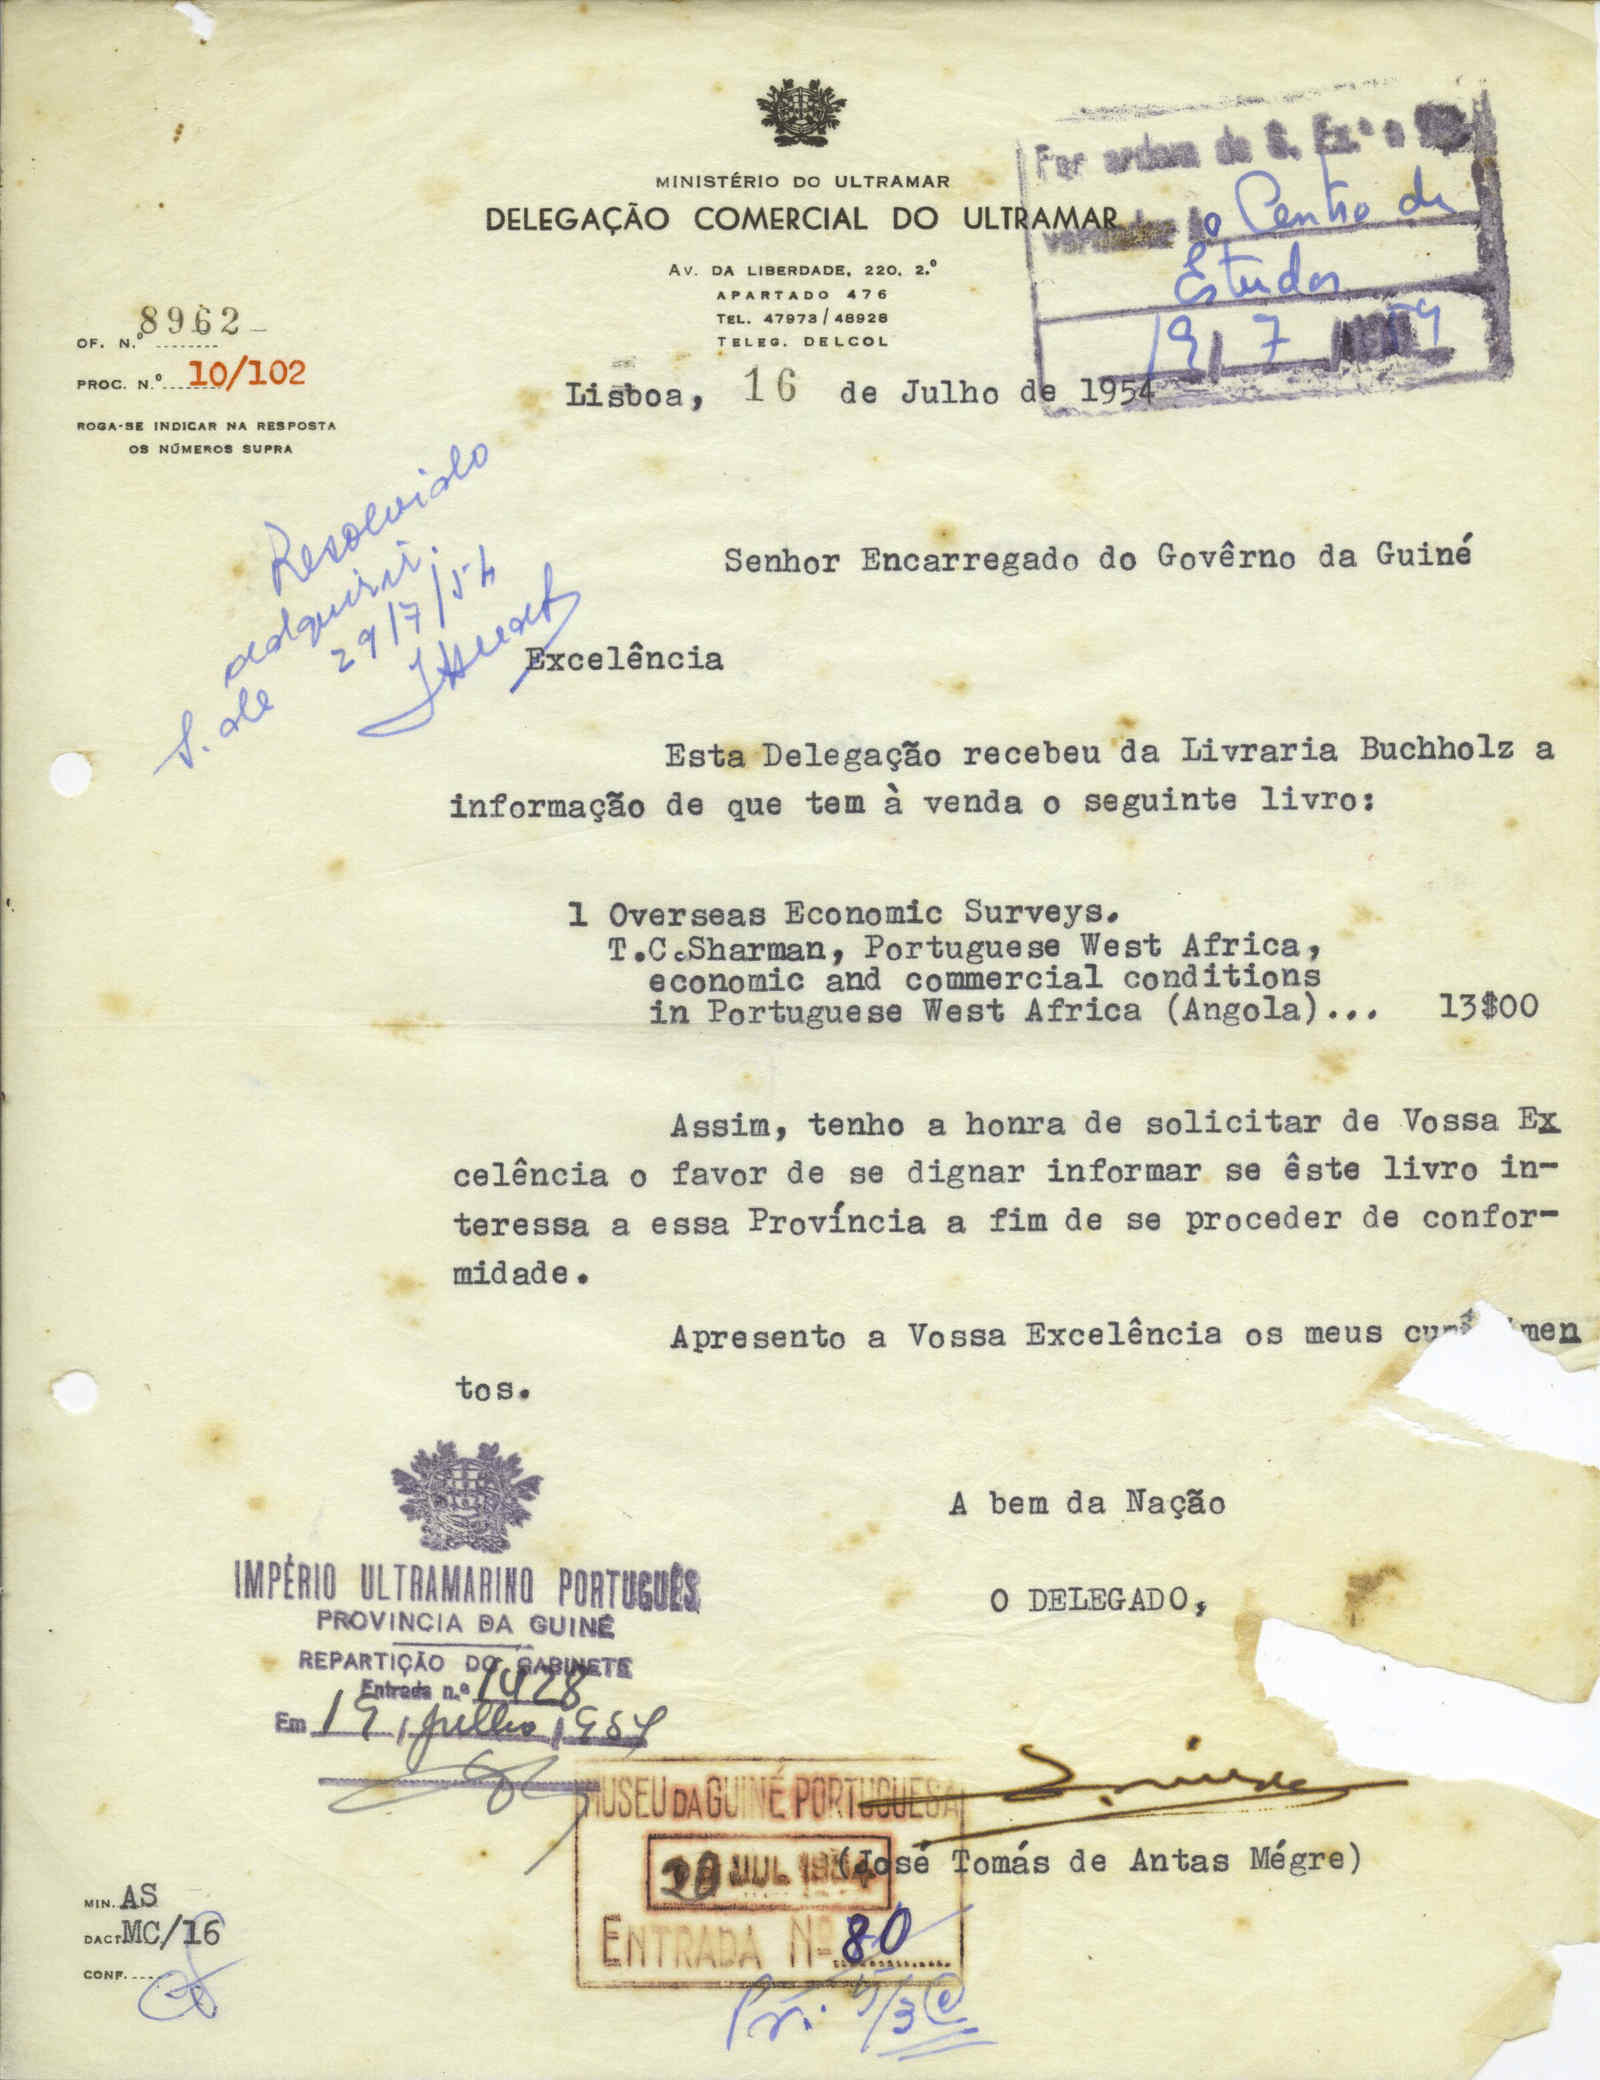 MINISTÉRIO DO ULTRAMAR
DELEGAÇÃO COMERCIAL DO ULTRAMAR
Av. DA LIBERDADE, 220, 2.º
APARTADO 476
TEL. 47973/48928
TELEG. DELCOL
Por ordem de S. Ex.ª o
o Centro de
Estudos
19 / 7 / 54
OF. N.º 8962
PROC. N.º 10/102
ROGA-SE INDICAR NA RESPOSTA
OS NÚMEROS SUPRA
Lisboa, 16 de Julho de 1954
Resolvido
adquirir.
29/7/54
Senhor Encarregado do Govêrno da Guiné
Excelência
Esta Delegação recebeu da Livraria Buchholz a
informação de que tem à venda o seguinte livro:
1 Overseas Economic Surveys.
T.C.Sharman, Portuguese West Africa,
economic and commercial conditions
in Portuguese West Africa (Angola)... 13$00
Assim, tenho a honra de solicitar de Vossa Ex
celência o favor de se dignar informar se êste livro in-
teressa a essa Província a fim de se proceder de confor-
midade.
Apresento a Vossa Excelência os meus cumprimen
tos.
A bem da Nação
O DELEGADO,
IMPÉRIO ULTRAMARINO PORTUGUÊS
PROVINCIA DA GUINÉ
REPARTIÇÃO DO GABINETE
Entrada n.º 1428
Em 19 / Julho / 954
MUSEU DA GUINÉ PORTUGUESA
20 JUL 1954
ENTRADA Nº 80
(José Tomás de Antas Mégre)
MIN. AS
DACT. MC/16
CONF.